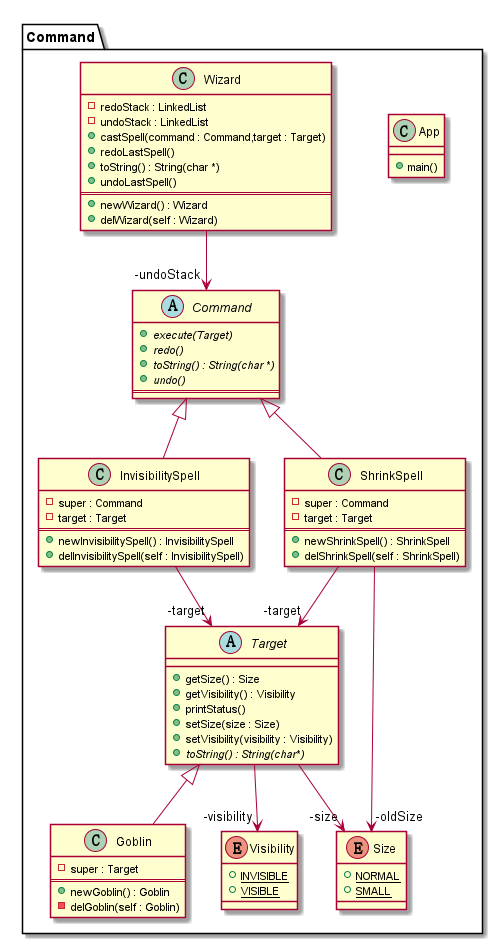 Command
C Wizard
redoStack : LinkedList
undoStack : LinkedList
castSpell(command : Command,target : Target)
redoLastSpell()
toString() : String(char *)
undoLastSpell()
newWizard() : Wizard
delWizard(self : Wizard)
C App
main()
-undoStack
A Command
execute(Target)
redo()
toString() : String(char *)
undo()
C InvisibilitySpell
super : Command
target : Target
newInvisibilitySpell() : InvisibilitySpell
delInvisibilitySpell(self : InvisibilitySpell)
C ShrinkSpell
super : Command
target : Target
newShrinkSpell() : ShrinkSpell
delShrinkSpell(self : ShrinkSpell)
-target
-target
A Target
getSize() : Size
getVisibility() : Visibility
printStatus()
setSize(size : Size)
setVisibility(visibility : Visibility)
toString() : String(char*)
-visibility
-size
-oldSize
C Goblin
super : Target
newGoblin() : Goblin
delGoblin(self : Goblin)
E Visibility
INVISIBLE
VISIBLE
E Size
NORMAL
SMALL